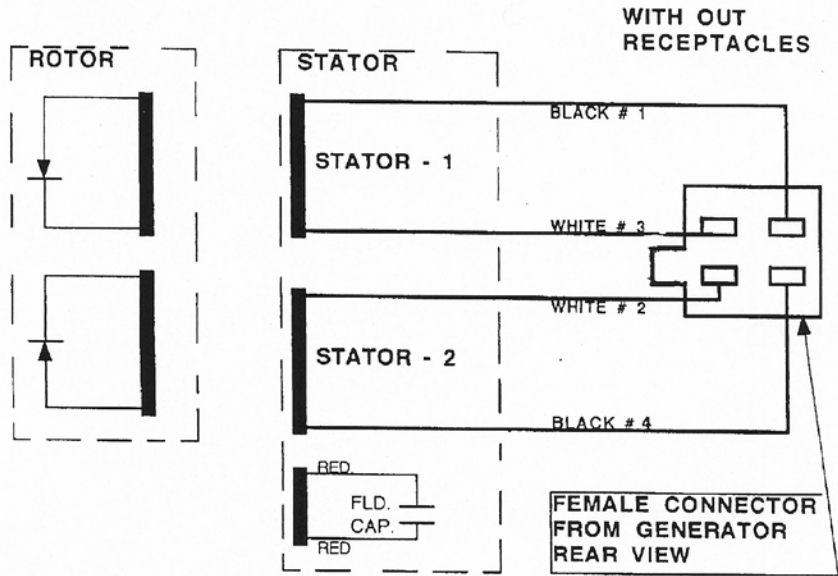 WITH OUT
RECEPTACLES
ROTOR
STATOR
BLACK # 1
STATOR - 1
WHITE # 3
WHITE # 2
STATOR - 2
BLACK # 4
RED
FLD.
CAP.
RED
FEMALE CONNECTOR
FROM GENERATOR
REAR VIEW